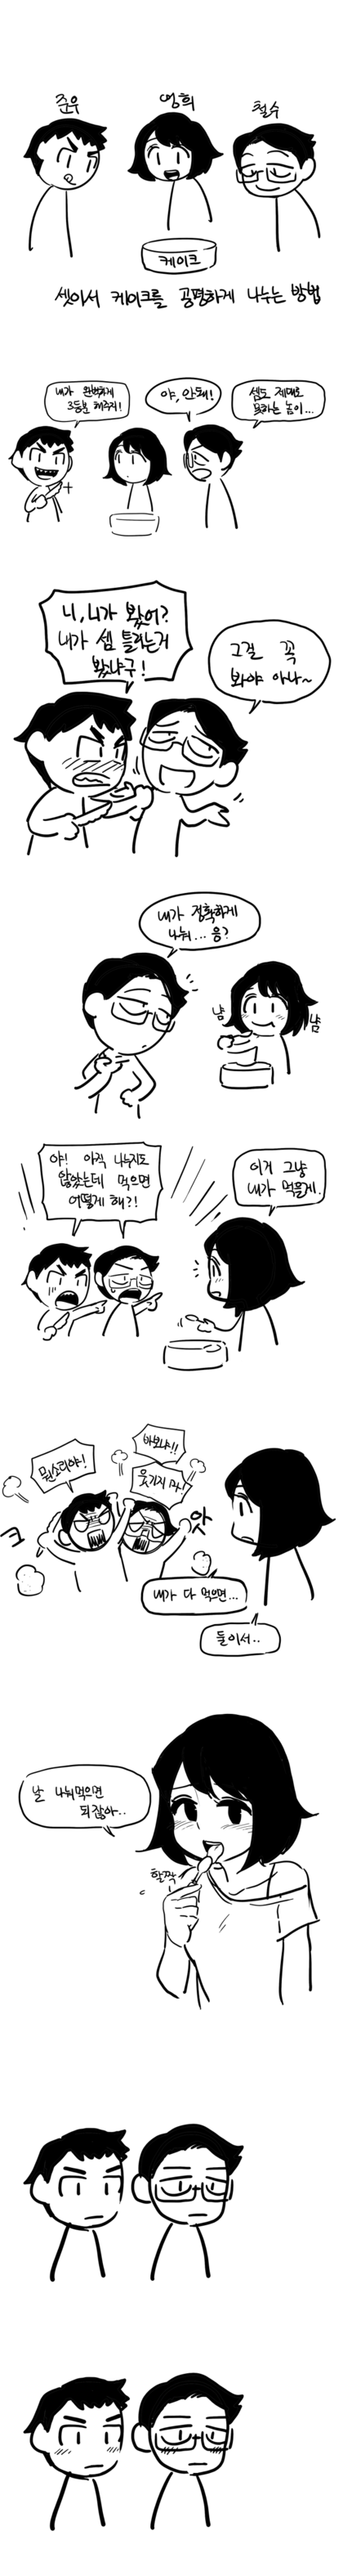 준우
영희
철수
케이크
셋이서 케이크를 공평하게 나누는 방법
내가 완벽하게
3등분 해주지!
야, 안돼!
셈도 제대로
못하는 놈이...
니, 니가 봤어?
내가 셈 틀리는거
봤냐구!
그걸 꼭
봐야 아나~
내가 정확하게
나눠... 응?
냠
냠
야! 아직 나누지도
않았는데 먹으면
어떻게 해?!
이거 그냥
내가 먹을게.
뭔소리야!
바보냐!!
웃기지 마!
크
앗
내가 다 먹으면...
둘이서..
날 나눠먹으면
되잖아..
할짝